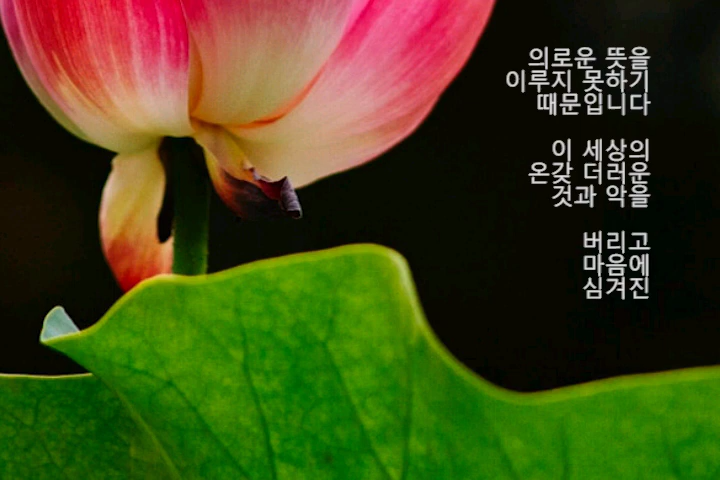 의로운 뜻을
이루지 못하기
때문입니다
이 세상의
온갖 더러운
것과 악을
버리고
마음에
심겨진